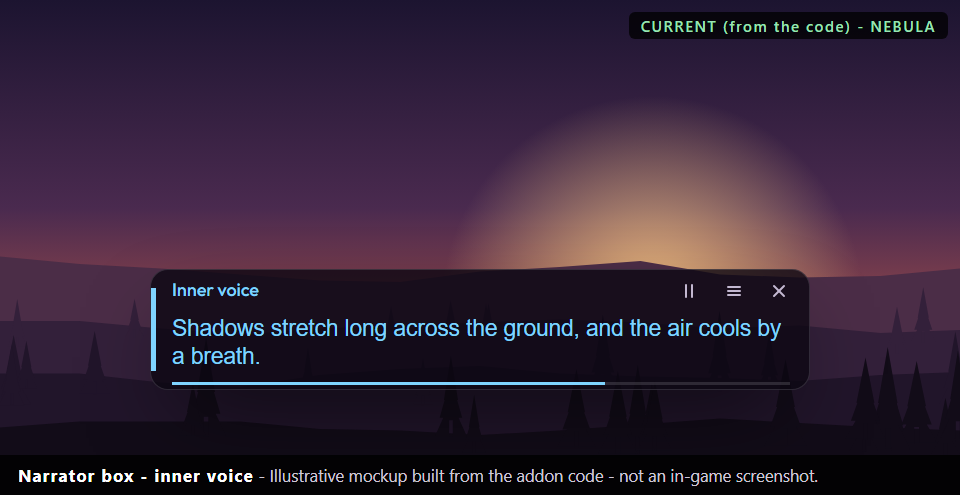 CURRENT (from the code) - NEBULA
Inner voice
Shadows stretch long across the ground, and the air cools by
a breath.
Narrator box - inner voice - Illustrative mockup built from the addon code - not an in-game screenshot.